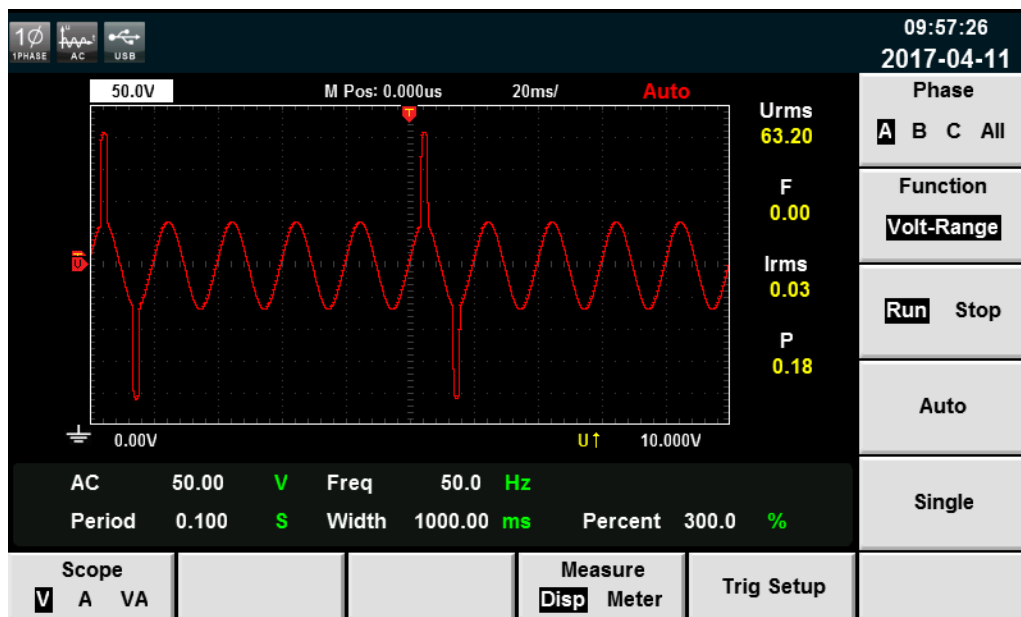 1Ø
1PHASE
U t
AC
USB
09:57:26
2017-04-11
50.0V M Pos: 0.000us 20ms/ Auto
T
U
Urms
63.20
F
0.00
Irms
0.03
P
0.18
0.00V U↑ 10.000V
AC 50.00 V Freq 50.0 Hz
Period 0.100 S Width 1000.00 ms Percent 300.0 %
Phase
A B C All
Function
Volt-Range
Run Stop
Auto
Single
Scope
V A VA
Measure
Disp Meter
Trig Setup